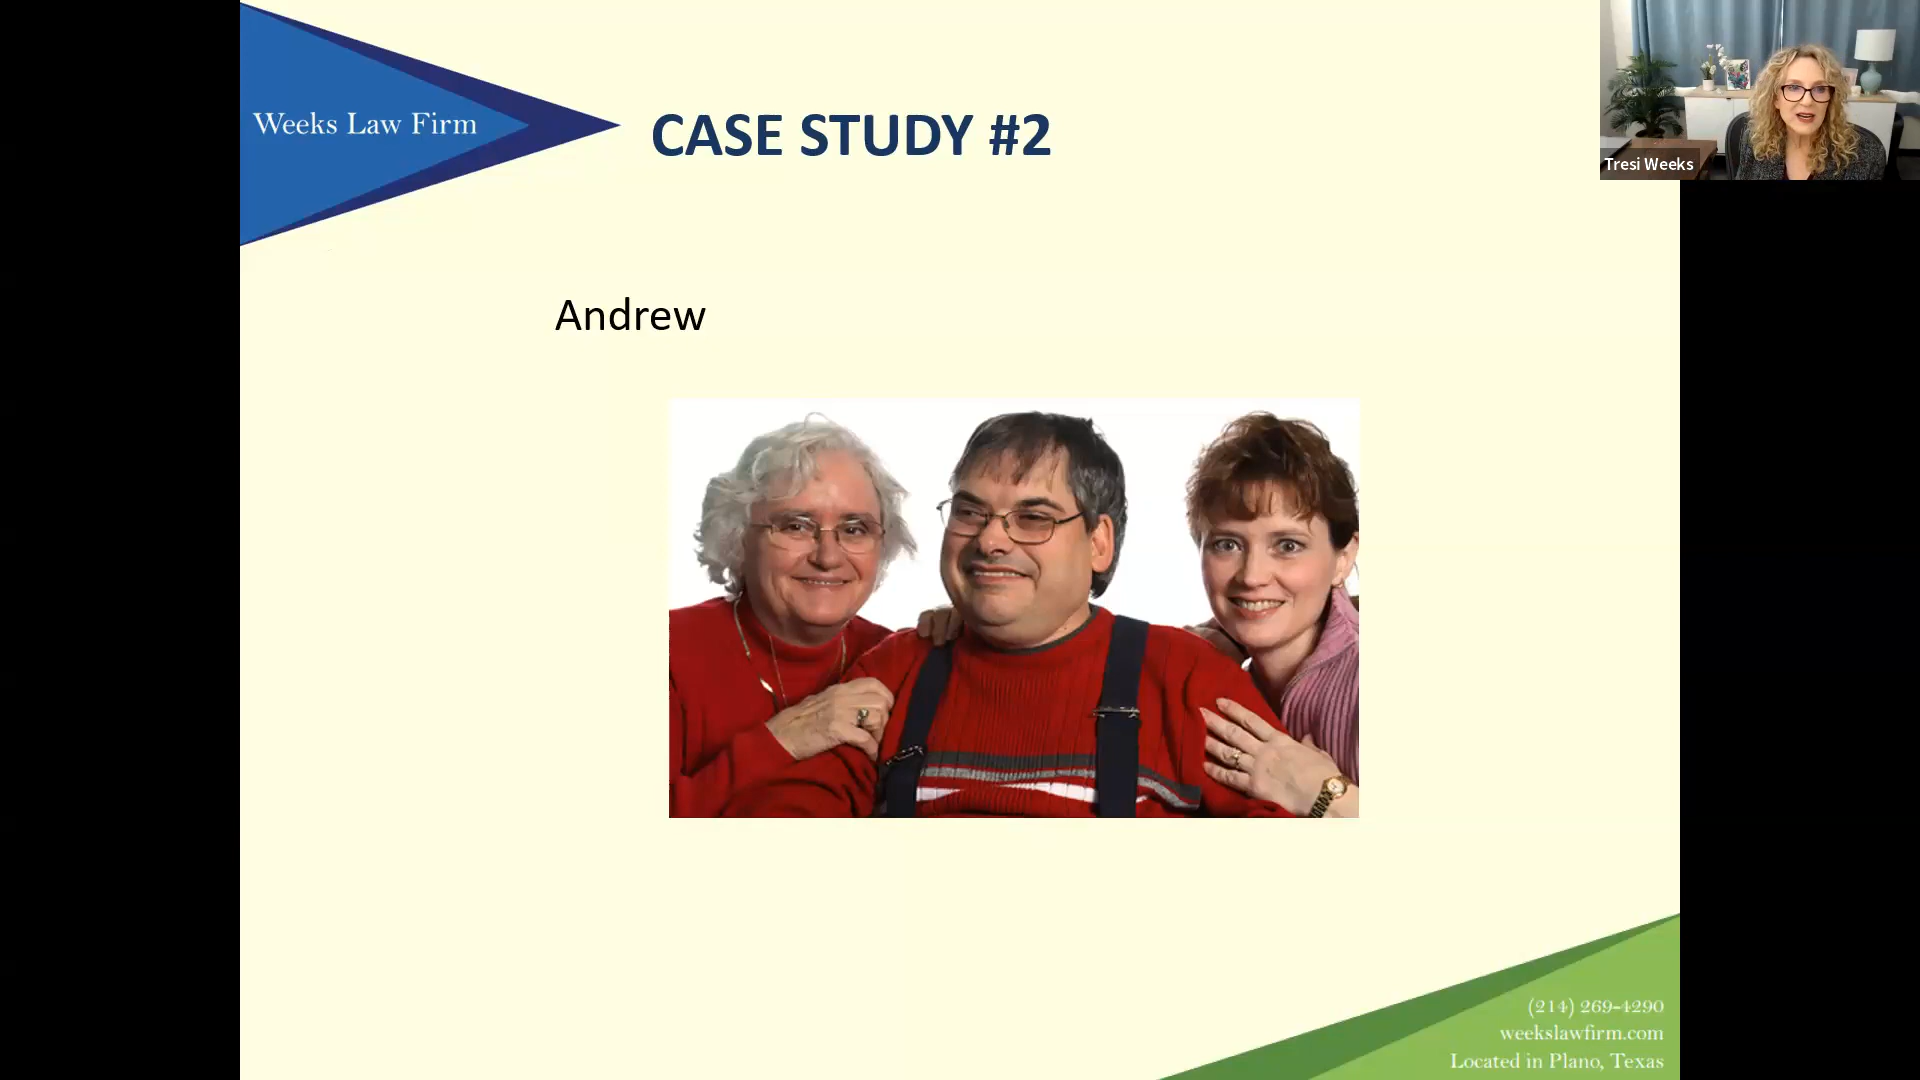 Weeks Law Firm
CASE STUDY #2
Tresi Weeks
Andrew
(214) 269-4290
weekslawfirm.com
Located in Plano, Texas